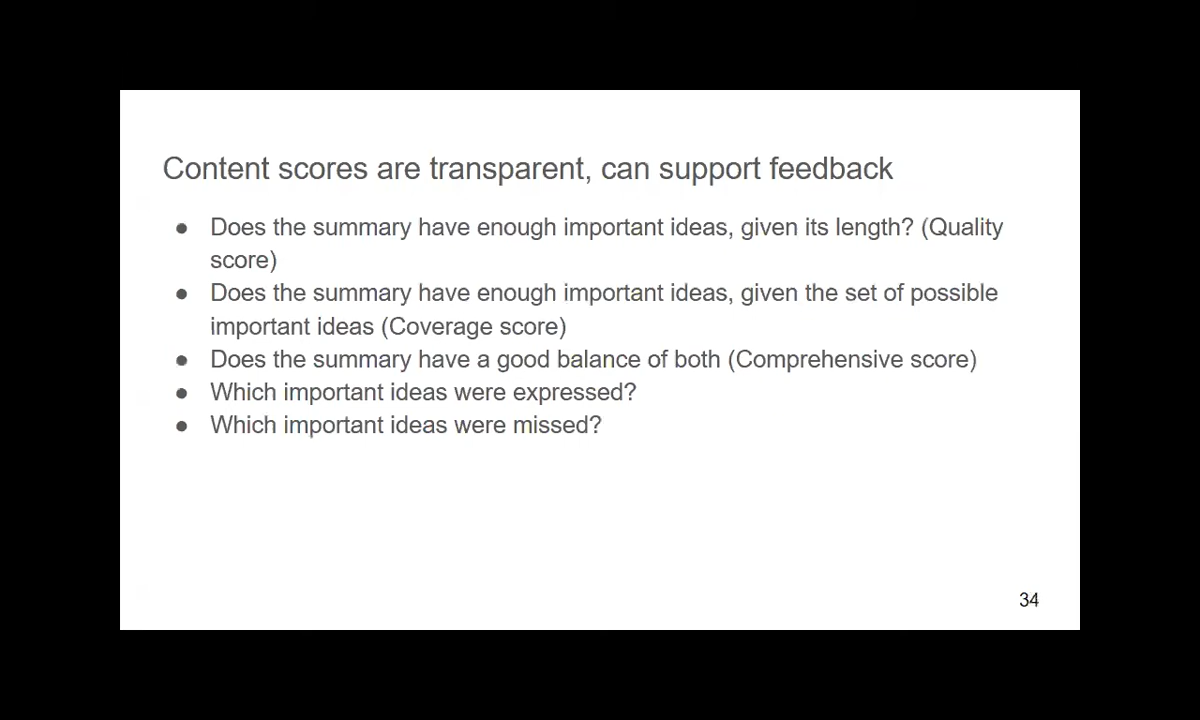 Content scores are transparent, can support feedback
● Does the summary have enough important ideas, given its length? (Quality
score)
● Does the summary have enough important ideas, given the set of possible
important ideas (Coverage score)
● Does the summary have a good balance of both (Comprehensive score)
● Which important ideas were expressed?
● Which important ideas were missed?
34